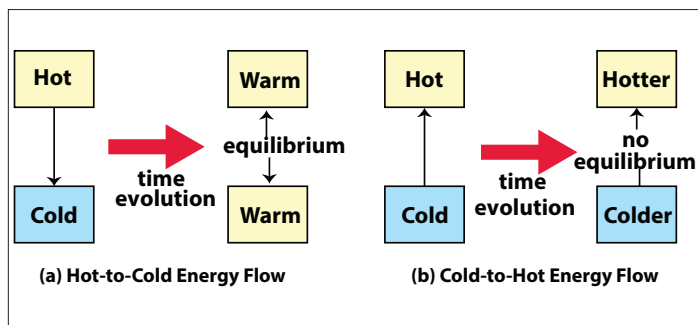 Hot
Warm
Cold
Warm
equilibrium
time
evolution
(a) Hot-to-Cold Energy Flow
Hot
Hotter
Cold
Colder
no
equilibrium
time
evolution
(b) Cold-to-Hot Energy Flow